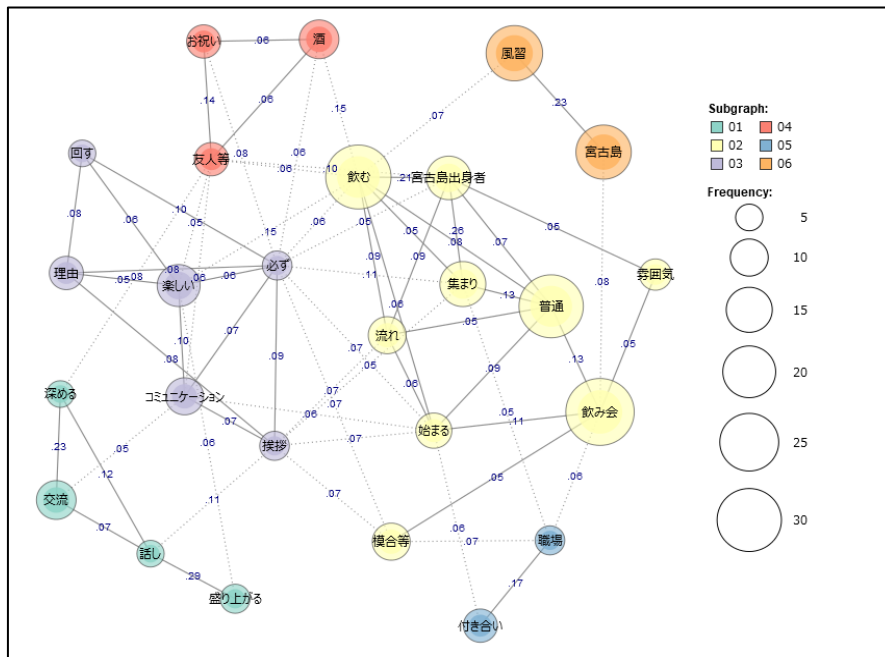 お祝い
酒
.06
風習
.14
.06
.15
.07
.23
Subgraph:
01 04
02 05
03 06
回す
友人等
.08
.06
.10
飲む
.21
宮古島出身者
宮古島
Frequency:
5
.08
.06
.10
.05
.15
.06
.05
.05
.26
.08
.07
.05
10
理由
.05
.08
.08
.06
.06
楽しい
必ず
.09
.09
.11
集まり
.13
普通
雰囲気
.08
15
.10
.07
.09
.06
流れ
.05
.13
.05
.08
.07
.05
.06
.09
20
深める
コミュニケーション
.07
.07
飲み会
.07
.06
始まる
.05
.11
挨拶
.23
.05
.06
.07
25
.12
.11
.07
.05
.06
交流
.07
.06
.07
職場
模合等
30
話し
.29
.17
盛り上がる
付き合い